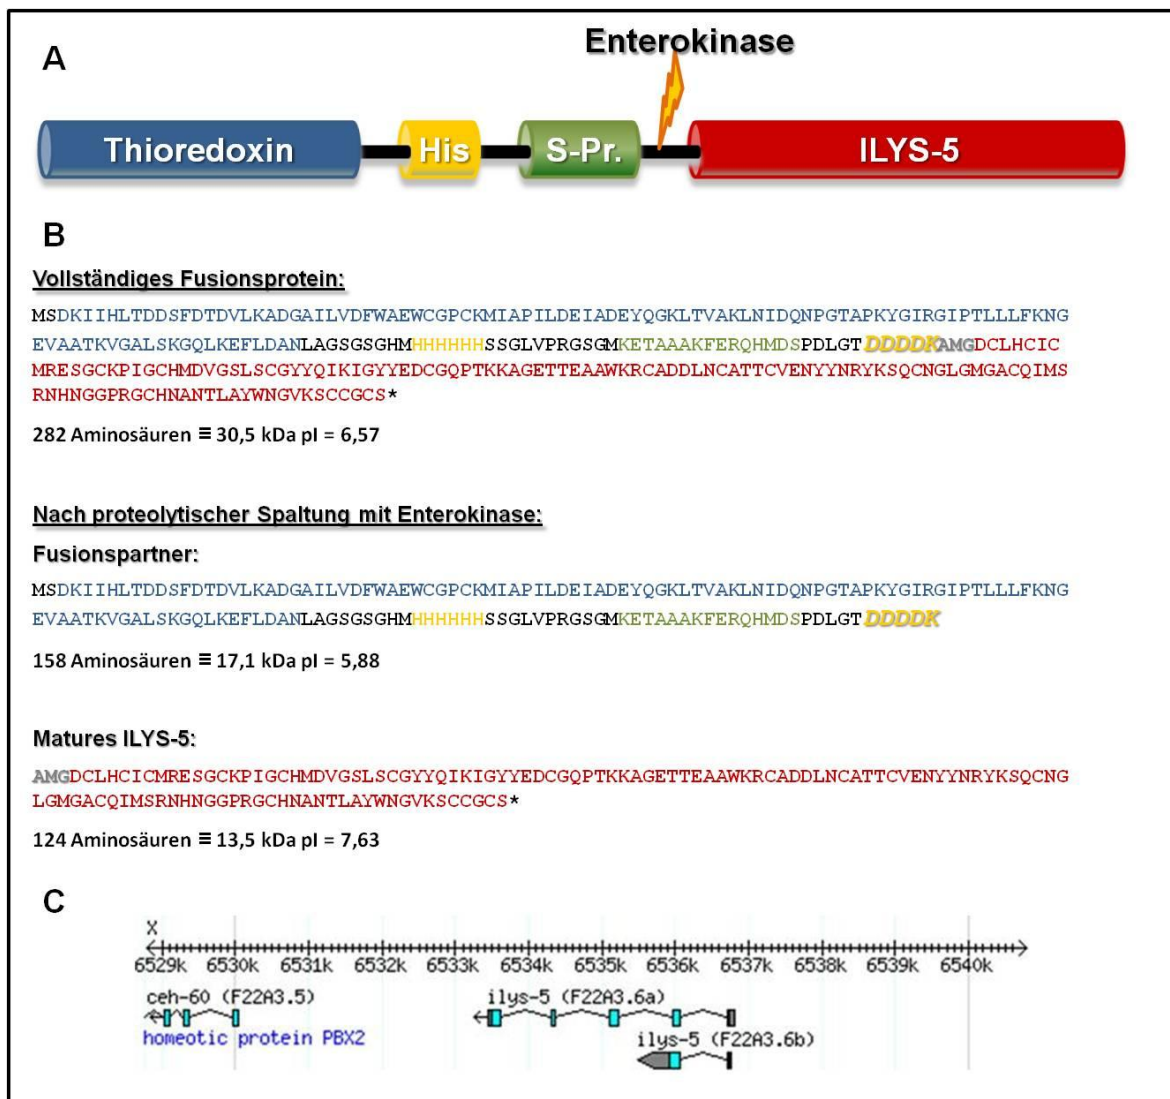 A
Enterokinase
Thioredoxin
His
S-Pr.
ILYS-5
B
Vollständiges Fusionsprotein:
MSDKIIHLTDDSFDTDVLKADGAILVDFWAEWCGPCKMIAPILDEIADEYQGKLTVAKLNIDQNPGTAPKYGIRGIPTLLLFKNG
EVAATKVGALSKGQLKEFLDANLAGSGSGHMHHHHHHSSGLVPRGSGMKETAAAKFERQHMDSPDLGTDDDDKAMGDCLHCIC
MRESGCKPIGCHMDVGSLSCGYYQIKIGYYEDCGQPTKKAGETTEAAWKRCADDLNCATTCVENYYNRYKSQCNGLGMGACQIMS
RNHNGGPRGCHNANTLAYWNGVKSCCGCS*
282 Aminosäuren ≡ 30,5 kDa pI = 6,57
Nach proteolytischer Spaltung mit Enterokinase:
Fusionspartner:
MSDKIIHLTDDSFDTDVLKADGAILVDFWAEWCGPCKMIAPILDEIADEYQGKLTVAKLNIDQNPGTAPKYGIRGIPTLLLFKNG
EVAATKVGALSKGQLKEFLDANLAGSGSGHMHHHHHHSSGLVPRGSGMKETAAAKFERQHMDSPDLGTDDDDK
158 Aminosäuren ≡ 17,1 kDa pI = 5,88
Matures ILYS-5:
AMGDCLHCICMRESGCKPIGCHMDVGSLSCGYYQIKIGYYEDCGQPTKKAGETTEAAWKRCADDLNCATTCVENYYNRYKSQCNG
LGMGACQIMSRNHNGGPRGCHNANTLAYWNGVKSCCGCS*
124 Aminosäuren ≡ 13,5 kDa pI = 7,63
C
X
6529k 6530k 6531k 6532k 6533k 6534k 6535k 6536k 6537k 6538k 6539k 6540k
ceh-60 (F22A3.5)
ilys-5 (F22A3.6a)
homeotic protein PBX2
ilys-5 (F22A3.6b)